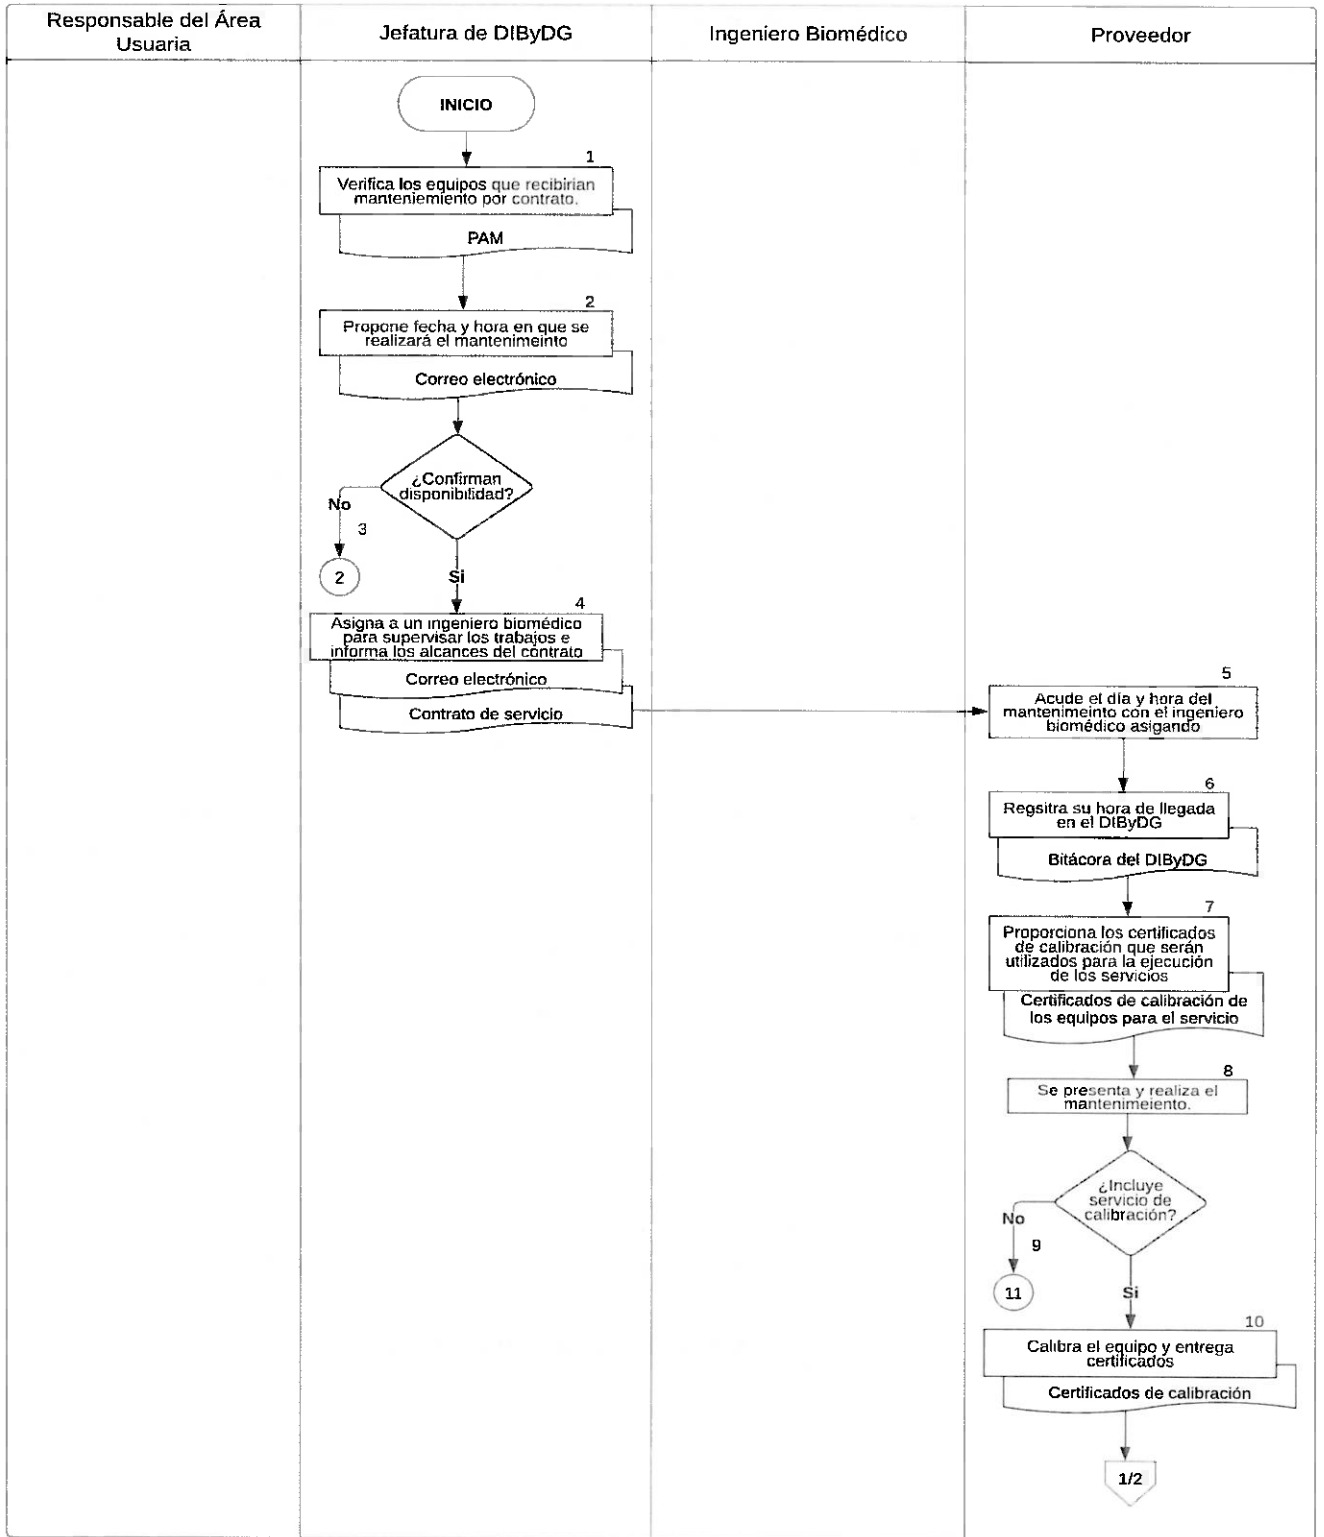 Responsable del Área
Usuaria
Jefatura de DIByDG
Ingeniero Biomédico
Proveedor
INICIO
1
Verifica los equipos que recibirian
manteniemiento por contrato.
PAM
2
Propone fecha y hora en que se
realizará el mantenimeinto
Correo electrónico
¿Confirman
disponibilidad?
No
3
2
Si
4
Asigna a un ingeniero biomédico
para supervisar los trabajos e
informa los alcances del contrato
Correo electrónico
Contrato de servicio
5
Acude el día y hora del
mantenimeinto con el ingeniero
biomédico asigando
6
Regsitra su hora de llegada
en el DIByDG
Bitácora del DIByDG
7
Proporciona los certificados
de calibración que serán
utilizados para la ejecución
de los servicios
Certificados de calibración de
los equipos para el servicio
8
Se presenta y realiza el
mantenimeiento.
¿Incluye
servicio de
calibración?
No
9
11
Si
10
Calibra el equipo y entrega
certificados
Certificados de calibración
1/2